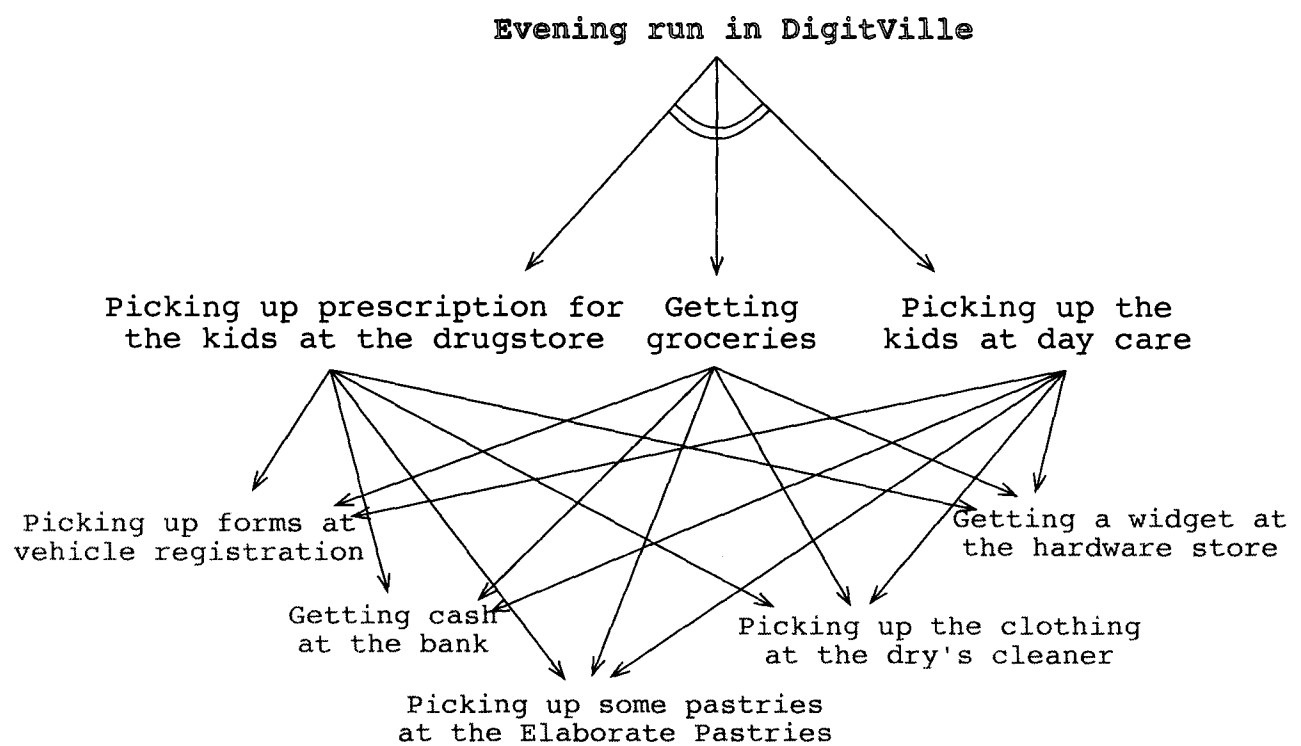 Evening run in DigitVille
Picking up prescription for
the kids at the drugstore
Getting
groceries
Picking up the
kids at day care
Picking up forms at
vehicle registration
Getting a widget at
the hardware store
Getting cash
at the bank
Picking up the clothing
at the dry's cleaner
Picking up some pastries
at the Elaborate Pastries